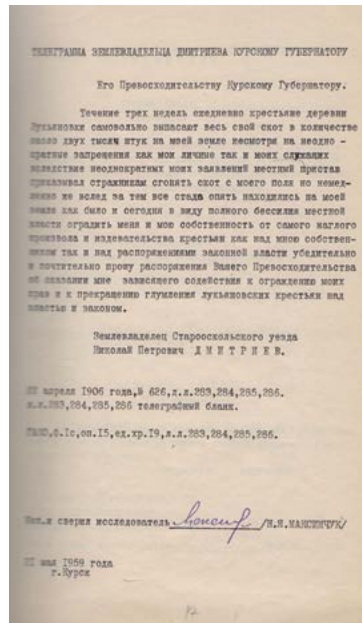 ТЕЛЕГРАММА ЗЕМЛЕВЛАДЕЛЬЦА ДМИТРИЕВА КУРСКОМУ ГУБЕРНАТОРУ
Его Превосходительству Курскому Губернатору.
Течение трех недель ежедневно крестьяне деревни
Лукьяновки самовольно выпасают весь свой скот в количестве
около двух тысяч штук на моей земле несмотря на неодно -
кратные запрещения как мои личные так и моих служащих
вследствие неоднократных моих заявлений местный пристав
приказывал стражникам сгонять скот с моего поля но немед-
ленно же вслед за тем все стада опять находились на моей
земле как было и сегодня в виду полного бессилия местной
власти оградить меня и мою собственность от самого наглого
произвола и издевательства крестьян как над мною собствен-
ником так и над распоряжениями законной власти убедительно
и почтительно прошу распоряжения Вашего Превосходительства
об оказании мне зависящего содействия к ограждению моих
прав и к прекращению глумления лукьяновских крестьян над
властью и законом.
Землевладелец Старооскольского уезда
Николай Петрович Д М И Т Р И Е В.
апреля 1906 года, № 626, л.л.283,284,285,286.
л.л.283,284,285,286 телеграфный бланк.
ГАКО, ф.1с, оп.15, ед.хр.19, л.л.283,284,285,286.
сверил исследователь /Н.Я.МАКСИМЧУК/
мая 1959 года
г.Курск